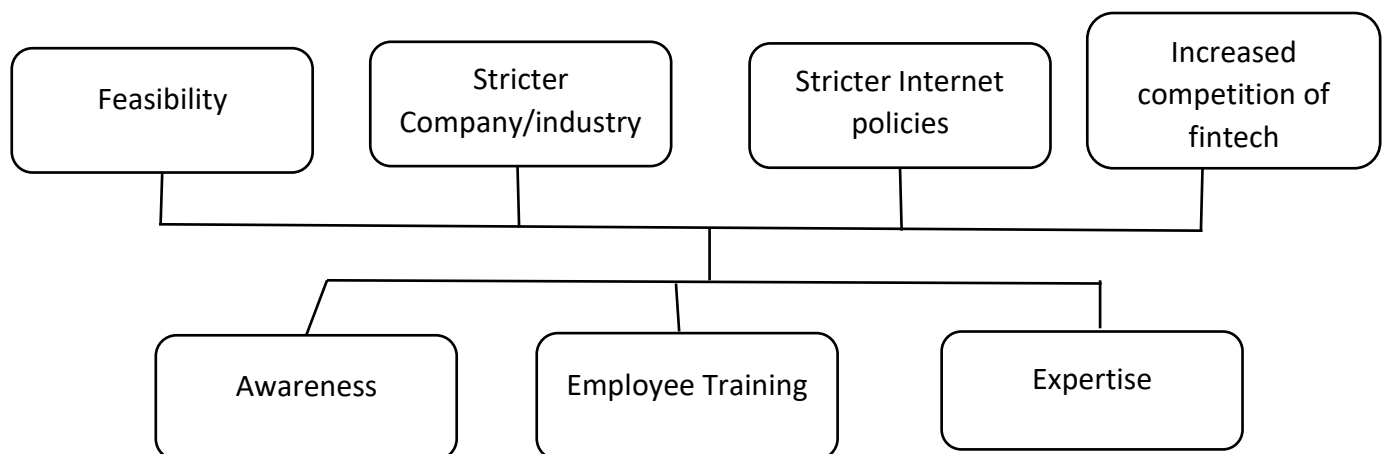 Feasibility
Stricter
Company/industry
Stricter Internet
policies
Increased
competition of
fintech
Awareness
Employee Training
Expertise